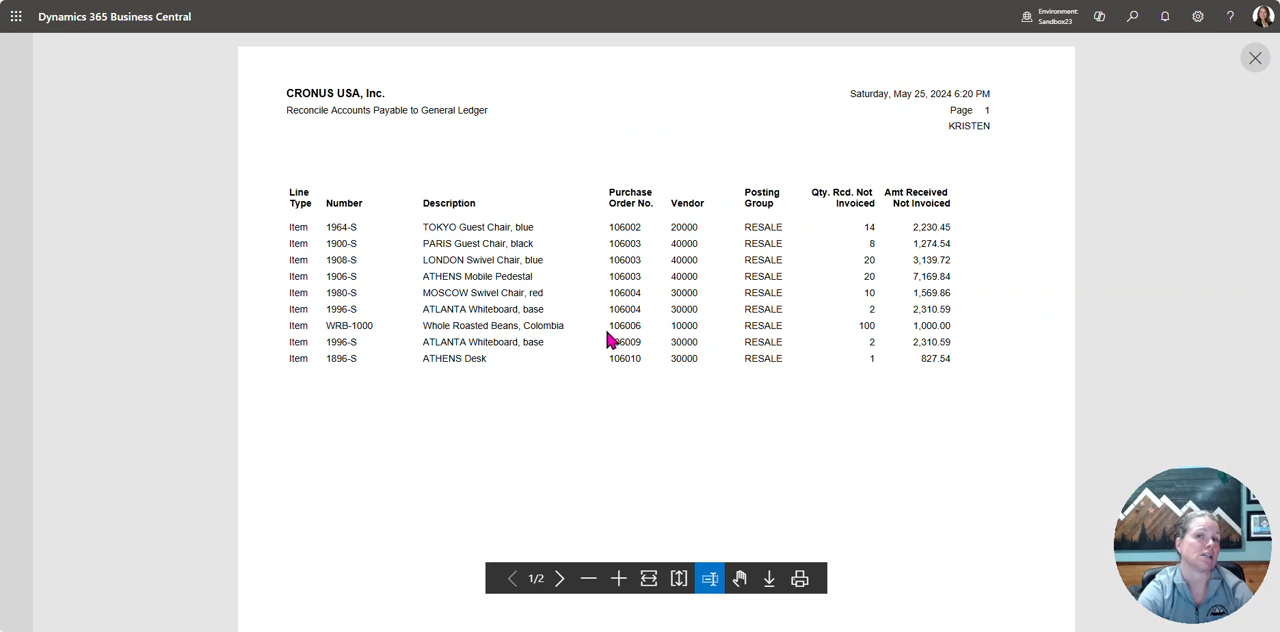 Dynamics 365 Business Central
Environment:
Sandbox23
CRONUS USA, Inc.
Saturday, May 25, 2024 6:20 PM
Reconcile Accounts Payable to General Ledger
Page 1
KRISTEN
Line Type Number Description Purchase Order No. Vendor Posting Group Qty. Rcd. Not Invoiced Amt Received Not Invoiced
Item 1964-S TOKYO Guest Chair, blue 106002 20000 RESALE 14 2,230.45
Item 1900-S PARIS Guest Chair, black 106003 40000 RESALE 8 1,274.54
Item 1908-S LONDON Swivel Chair, blue 106003 40000 RESALE 20 3,139.72
Item 1906-S ATHENS Mobile Pedestal 106003 40000 RESALE 20 7,169.84
Item 1980-S MOSCOW Swivel Chair, red 106004 30000 RESALE 10 1,569.86
Item 1996-S ATLANTA Whiteboard, base 106004 30000 RESALE 2 2,310.59
Item WRB-1000 Whole Roasted Beans, Colombia 106006 10000 RESALE 100 1,000.00
Item 1996-S ATLANTA Whiteboard, base 106009 30000 RESALE 2 2,310.59
Item 1896-S ATHENS Desk 106010 30000 RESALE 1 827.54
1/2